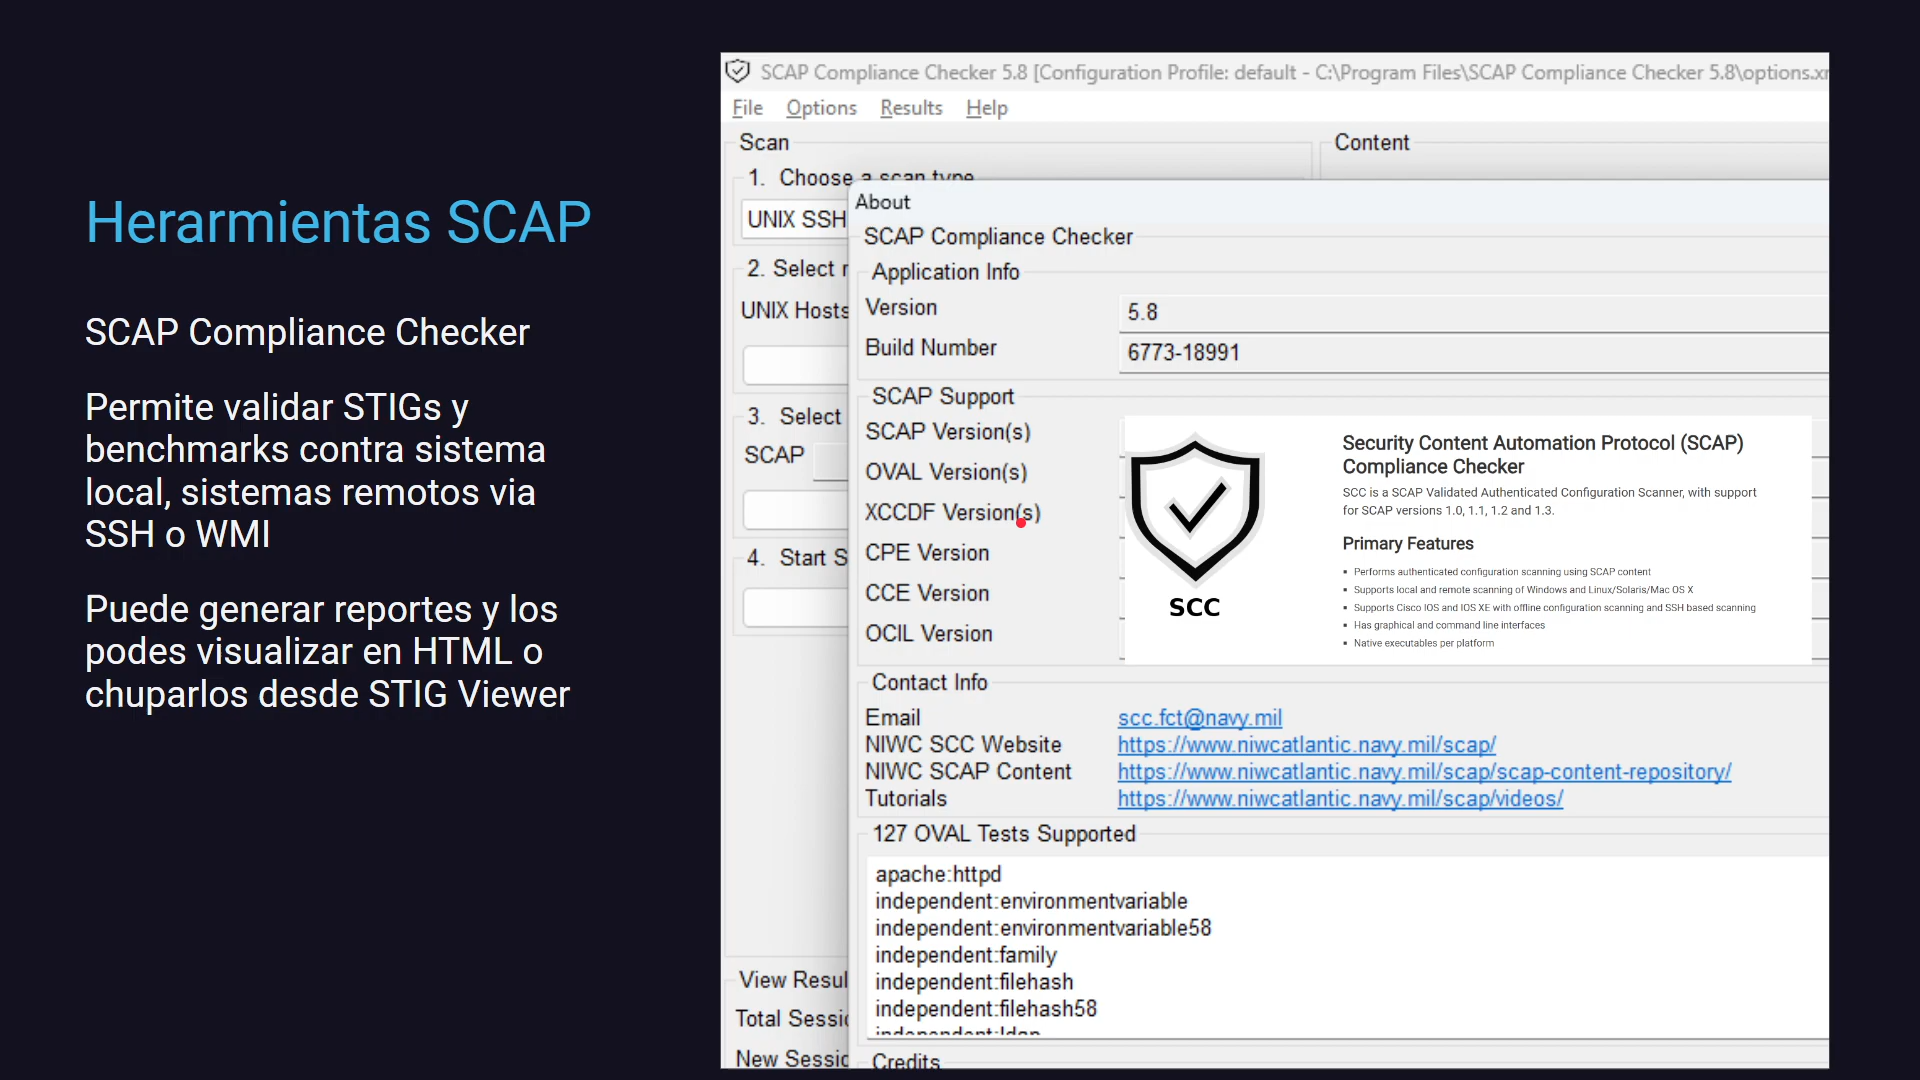 Herarmientas SCAP
SCAP Compliance Checker
Permite validar STIGs y
benchmarks contra sistema
local, sistemas remotos via
SSH o WMI
Puede generar reportes y los
podes visualizar en HTML o
chuparlos desde STIG Viewer
SCAP Compliance Checker 5.8 [Configuration Profile: default - C:\Program Files\SCAP Compliance Checker 5.8\options.xr
File Options Results Help
Scan
Content
1. Choose a scan type
UNIX SSH
2. Select r
UNIX Hosts
3. Select
SCAP
4. Start S
View Resul
Total Sessio
New Sessio
About
SCAP Compliance Checker
Application Info
Version 5.8
Build Number 6773-18991
SCAP Support
SCAP Version(s)
OVAL Version(s)
XCCDF Version(s)
CPE Version
CCE Version
OCIL Version
SCC
Security Content Automation Protocol (SCAP)
Compliance Checker
SCC is a SCAP Validated Authenticated Configuration Scanner, with support
for SCAP versions 1.0, 1.1, 1.2 and 1.3.
Primary Features
▪ Performs authenticated configuration scanning using SCAP content
▪ Supports local and remote scanning of Windows and Linux/Solaris/Mac OS X
▪ Supports Cisco IOS and IOS XE with offline configuration scanning and SSH based scanning
▪ Has graphical and command line interfaces
▪ Native executables per platform
Contact Info
Email scc.fct@navy.mil
NIWC SCC Website https://www.niwcatlantic.navy.mil/scap/
NIWC SCAP Content https://www.niwcatlantic.navy.mil/scap/scap-content-repository/
Tutorials https://www.niwcatlantic.navy.mil/scap/videos/
127 OVAL Tests Supported
apache:httpd
independent:environmentvariable
independent:environmentvariable58
independent:family
independent:filehash
independent:filehash58
independent:ldap
Credits